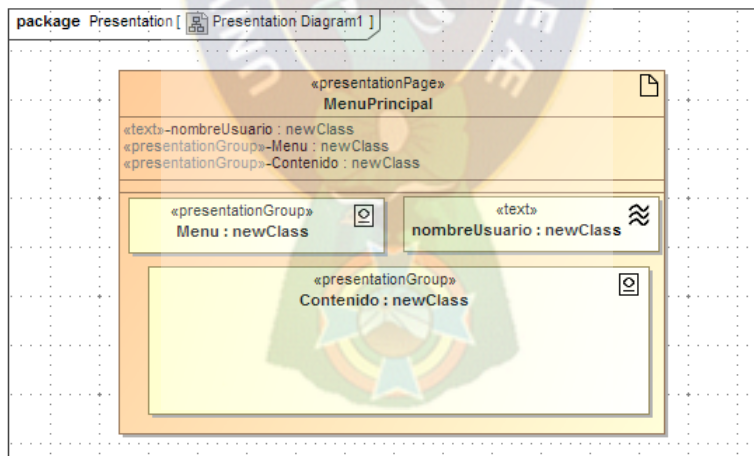 package Presentation [ Presentation Diagram1 ]
«presentationPage»
MenuPrincipal
«text»-nombreUsuario : newClass
«presentationGroup»-Menu : newClass
«presentationGroup»-Contenido : newClass
«presentationGroup»
Menu : newClass
«text»
nombreUsuario : newClass
«presentationGroup»
Contenido : newClass